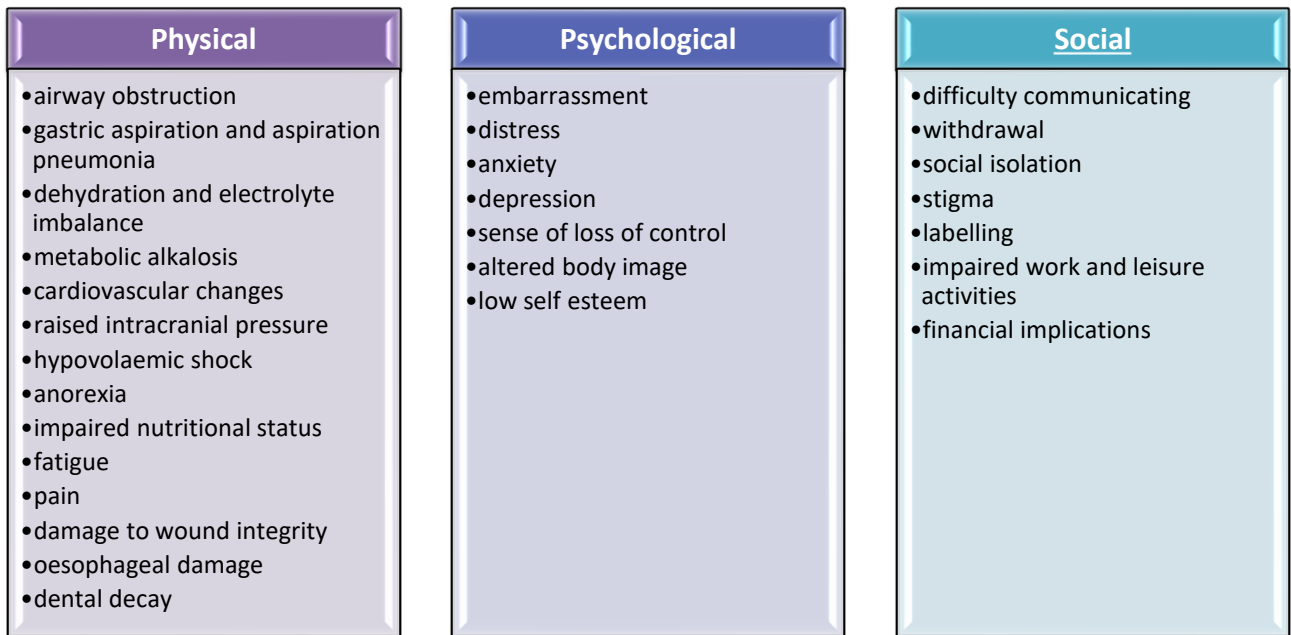 Physical
•airway obstruction
•gastric aspiration and aspiration
pneumonia
•dehydration and electrolyte
imbalance
•metabolic alkalosis
•cardiovascular changes
•raised intracranial pressure
•hypovolaemic shock
•anorexia
•impaired nutritional status
•fatigue
•pain
•damage to wound integrity
•oesophageal damage
•dental decay
Psychological
•embarrassment
•distress
•anxiety
•depression
•sense of loss of control
•altered body image
•low self esteem
Social
•difficulty communicating
•withdrawal
•social isolation
•stigma
•labelling
•impaired work and leisure
activities
•financial implications